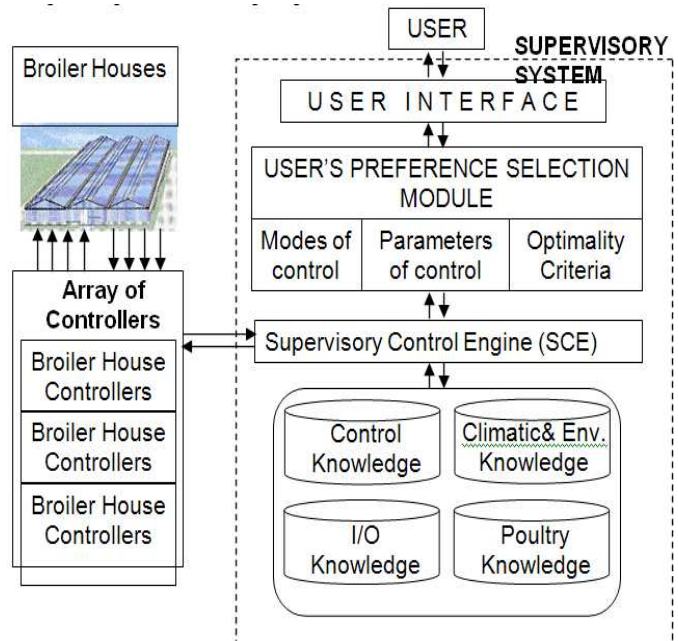 Broiler Houses
Array of
Controllers
Broiler House
Controllers
Broiler House
Controllers
Broiler House
Controllers
USER
SUPERVISORY
SYSTEM
USER INTERFACE
USER'S PREFERENCE SELECTION
MODULE
Modes of
control
Parameters
of control
Optimality
Criteria
Supervisory Control Engine (SCE)
Control
Knowledge
Climatic& Env.
Knowledge
I/O
Knowledge
Poultry
Knowledge